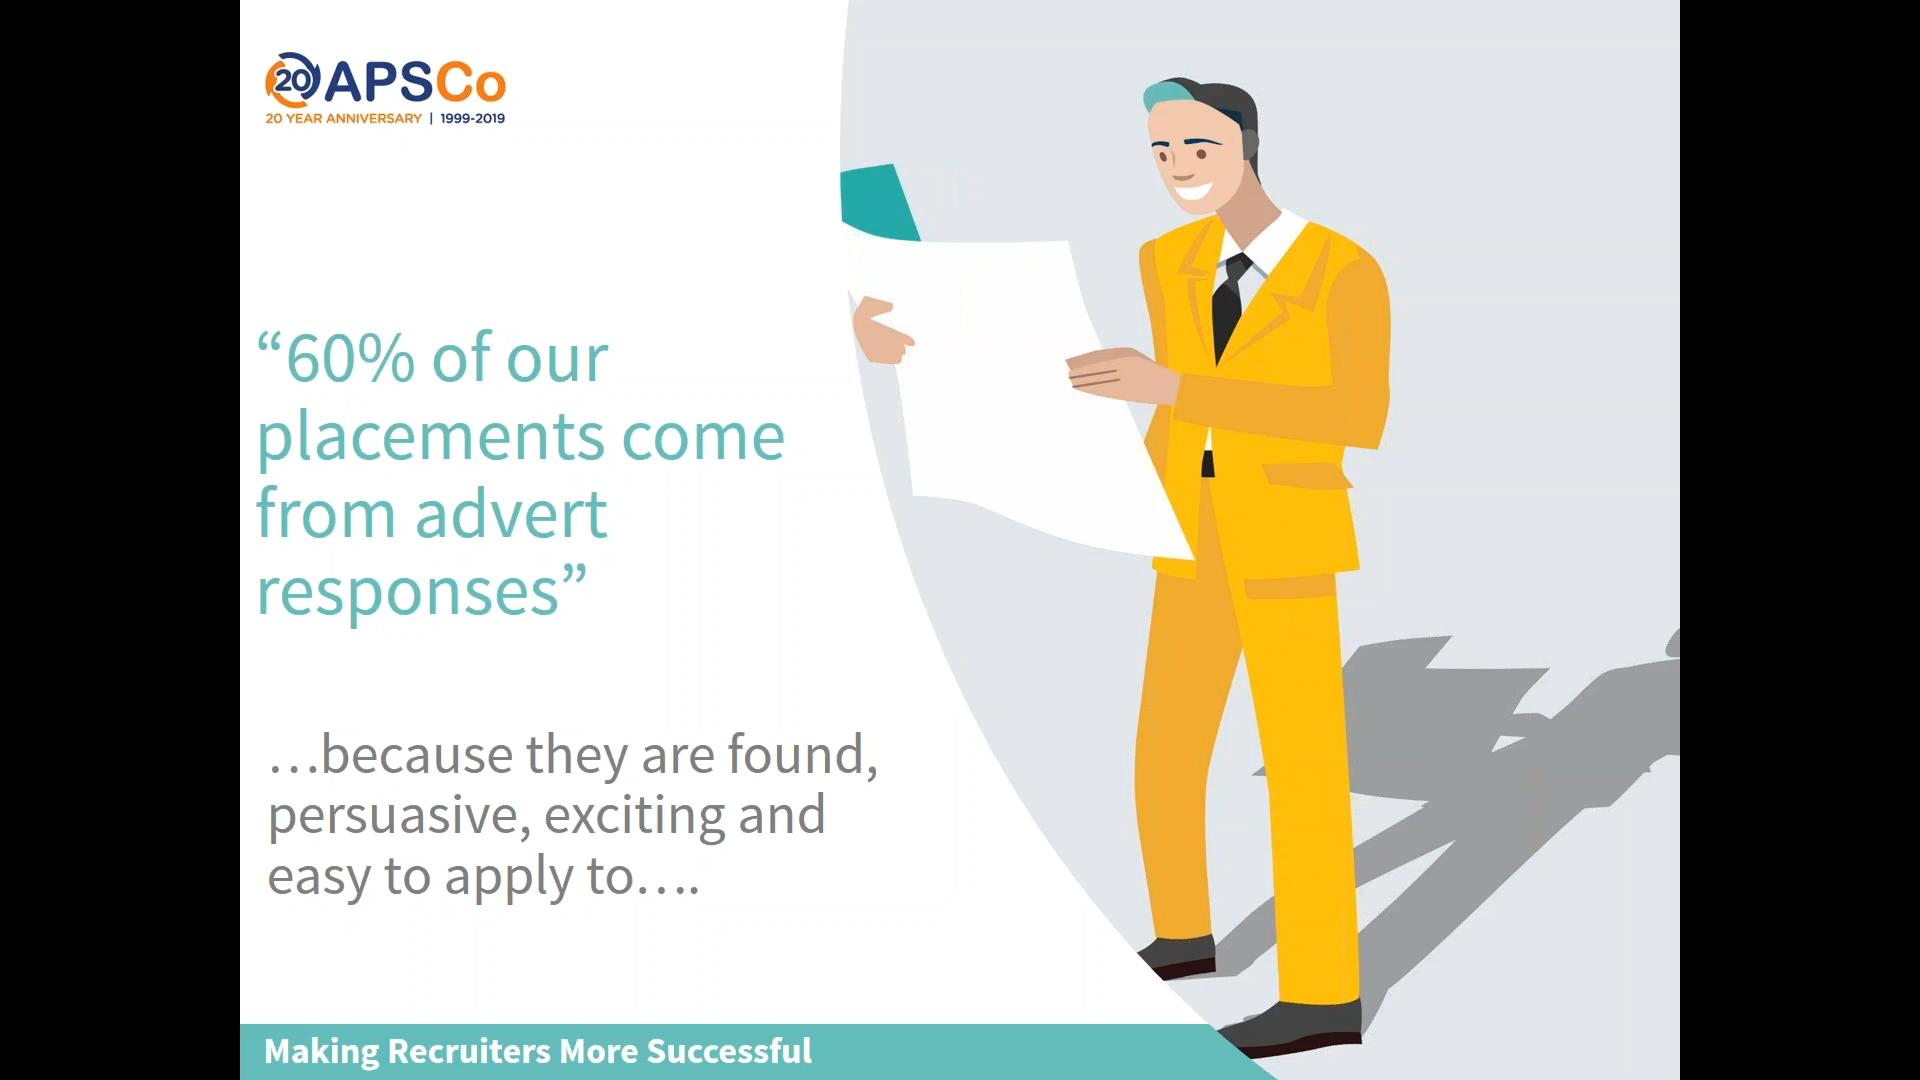 20 APSCo
20 YEAR ANNIVERSARY | 1999-2019
“60% of our
placements come
from advert
responses”
…because they are found,
persuasive, exciting and
easy to apply to….
Making Recruiters More Successful